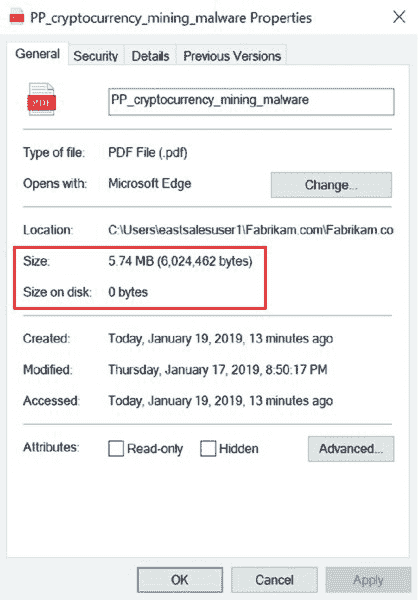 PP_cryptocurrency_mining_malware Properties
General Security Details Previous Versions
PDF
PP_cryptocurrency_mining_malware
Type of file: PDF File (.pdf)
Opens with: Microsoft Edge Change...
Location: C:\Users\eastsalesuser1\Fabrikam.com\Fabrikam.co
Size: 5.74 MB (6,024,462 bytes)
Size on disk: 0 bytes
Created: Today, January 19, 2019, 13 minutes ago
Modified: Thursday, January 17, 2019, 8:50:17 PM
Accessed: Today, January 19, 2019, 13 minutes ago
Attributes: Read-only Hidden Advanced...
OK Cancel Apply